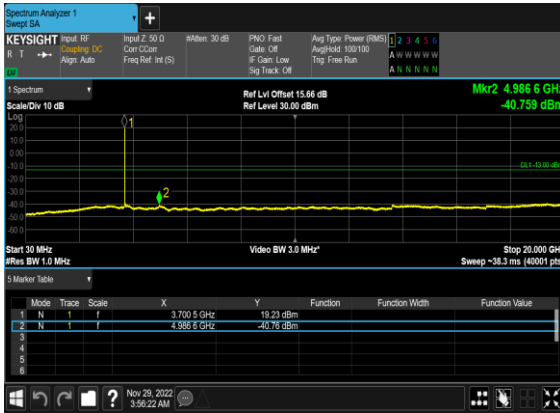 Spectrum Analyzer 1
Swept SA
+
KEYSIGHT
R T
Input: RF
Coupling: DC
Align: Auto
Input Z: 50 Ω
Corr CCorr
Freq Ref: Int (S)
#Atten: 30 dB
PNO: Fast
Gate: Off
IF Gain: Low
Sig Track: Off
Avg Type: Power (RMS)
Avg|Hold: 100/100
Trig: Free Run
1 2 3 4 5 6
A W W W W W
A N N N N N
1 Spectrum
Scale/Div 10 dB
Ref Lvl Offset 15.66 dB
Ref Level 30.00 dBm
Mkr2 4.986 6 GHz
-40.759 dBm
Log
20.0
10.0
0.00
-10.0
-20.0
-30.0
-40.0
-50.0
-60.0
1
2
DL1 -13.00 dBm
Start 30 MHz
#Res BW 1.0 MHz
Video BW 3.0 MHz*
Stop 20.000 GH
Sweep ~38.3 ms (40001 pts
5 Marker Table
Mode Trace Scale X Y Function Function Width Function Value
1 N 1 f 3.700 5 GHz 19.23 dBm
2 N 1 f 4.986 6 GHz -40.76 dBm
3
4
5
6
?
Nov 29, 2022
3:56:22 AM